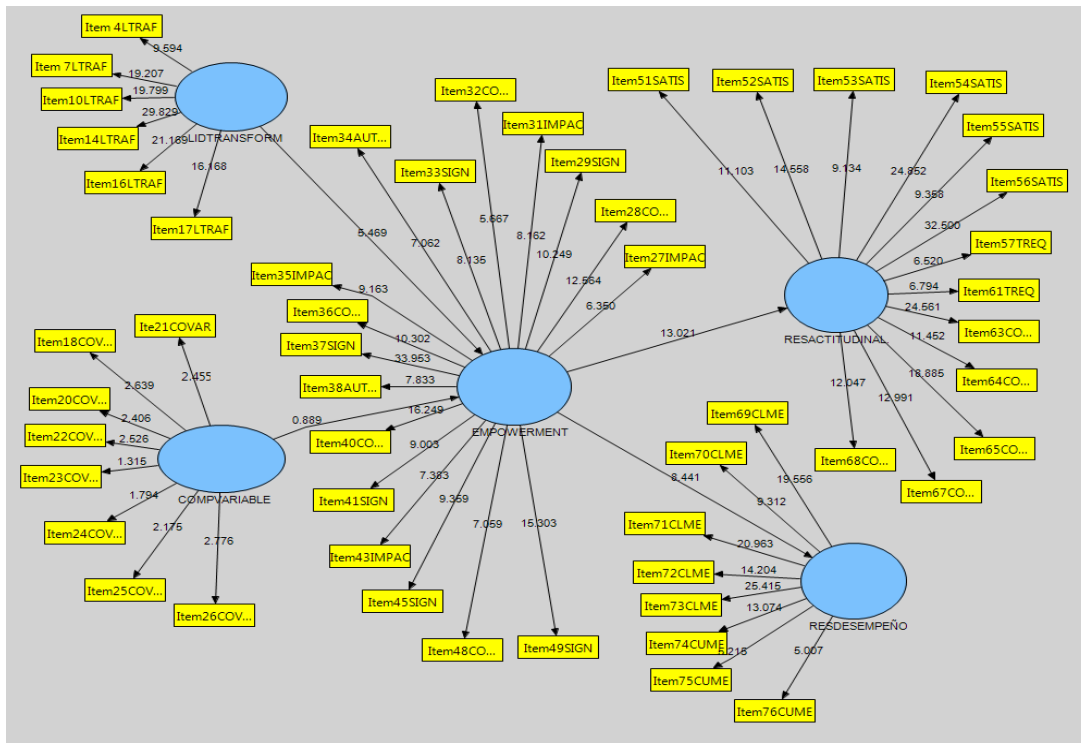 Item 4LTRAF
9.594
Item 7LTRAF
19.207
Item10LTRAF
19.799
Item14LTRAF
29.829
Item16LTRAF
21.189
Item17LTRAF
16.168
LIDTRANSFORM
5.469
Item34AUT...
7.062
Item33SIGN
8.135
Item32CO...
5.667
Item31IMPAC
8.162
Item29SIGN
10.249
Item28CO...
12.564
Item27IMPAC
6.350
Item35IMPAC
9.163
Item36CO...
10.302
Item37SIGN
33.953
Item38AUT...
7.833
Item40CO...
16.249
Item41SIGN
9.003
Item43IMPAC
7.383
Item45SIGN
9.359
Item48CO...
7.059
Item49SIGN
15.303
EMPOWERMENT
Item18COV...
2.639
Ite21COVAR
2.455
Item20COV...
2.406
Item22COV...
2.526
Item23COV...
1.315
Item24COV...
1.794
Item25COV...
2.175
Item26COV...
2.776
COMPVARIABLE
0.889
13.021
8.441
Item51SATIS
11.103
Item52SATIS
14.558
Item53SATIS
9.134
Item54SATIS
24.852
Item55SATIS
9.358
Item56SATIS
32.500
Item57TREQ
6.520
Item61TREQ
6.794
Item63CO...
24.561
Item64CO...
11.452
Item65CO...
18.885
Item67CO...
12.991
Item68CO...
12.047
RESACTITUDINAL
Item69CLME
19.556
Item70CLME
9.312
Item71CLME
20.963
Item72CLME
14.204
Item73CLME
25.415
Item74CUME
13.074
Item75CUME
5.215
Item76CUME
5.007
RESDESEMPEÑO